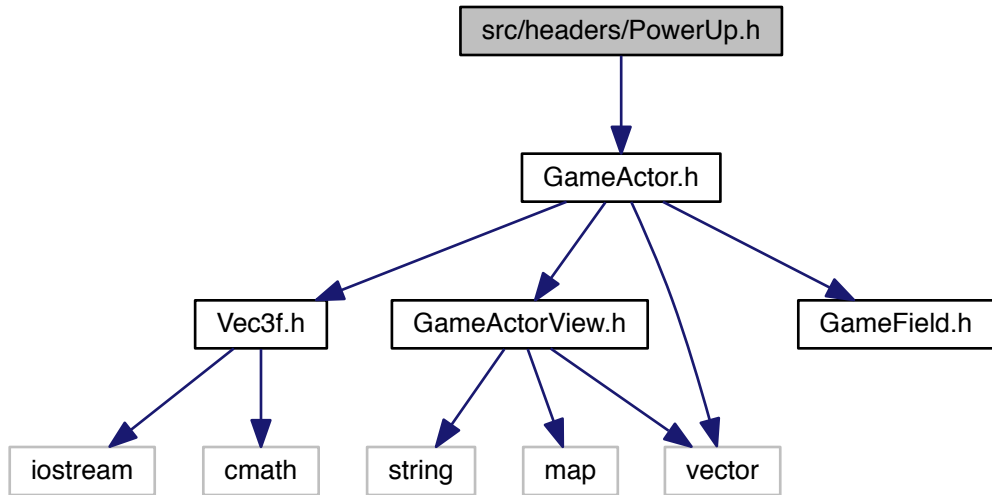 src/headers/PowerUp.h
GameActor.h
Vec3f.h
GameActorView.h
GameField.h
iostream
cmath
string
map
vector